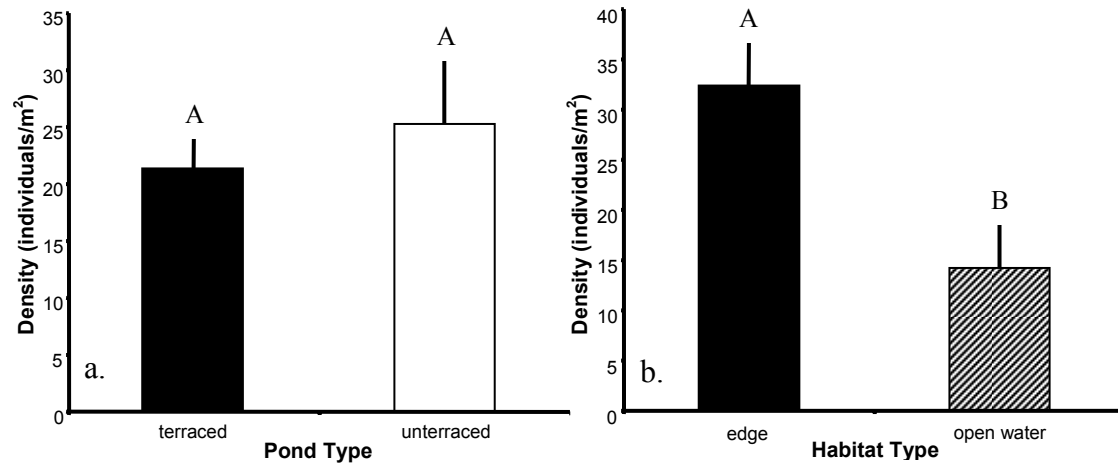 Density (individuals/m²)
35
30
25
20
15
10
5
0
A
A
a.
terraced
unterraced
Pond Type
Density (individuals/m²)
40
35
30
25
20
15
10
5
0
A
B
b.
edge
open water
Habitat Type